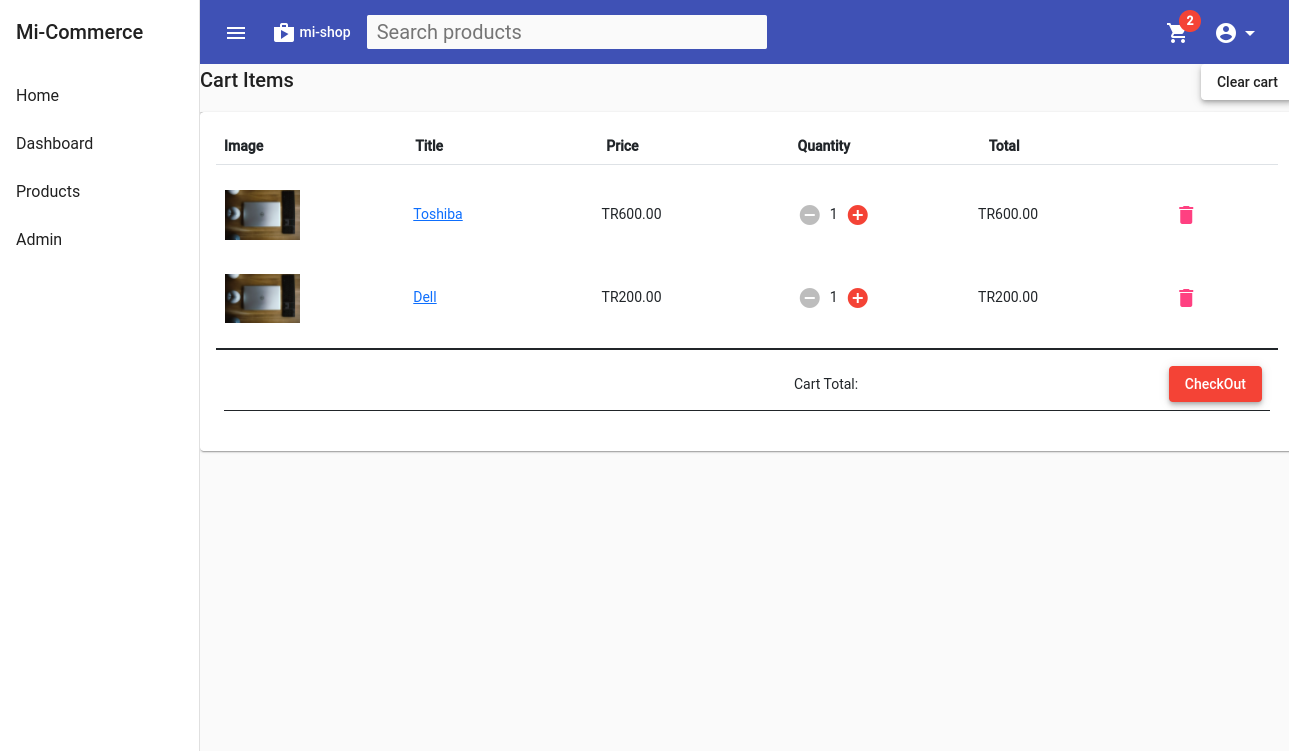 Mi-Commerce
Home
Dashboard
Products
Admin
mi-shop
Search products
2
Cart Items
Clear cart
Image Title Price Quantity Total
Toshiba TR600.00 1 TR600.00
Dell TR200.00 1 TR200.00
Cart Total: CheckOut